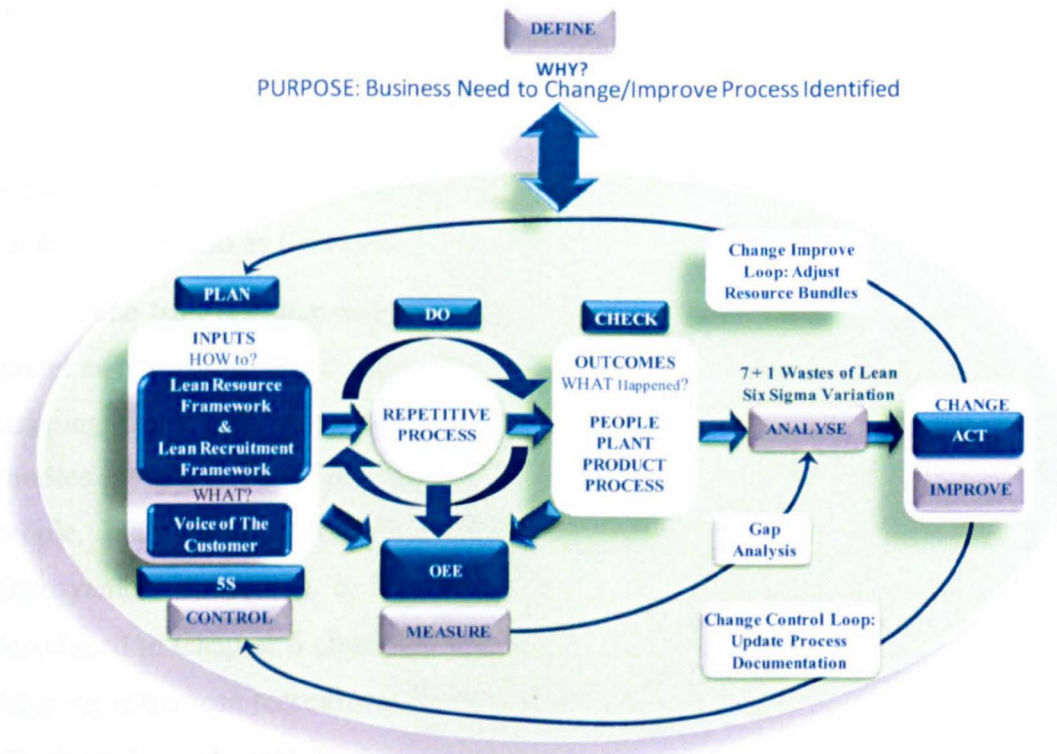 DEFINE
WHY?
PURPOSE: Business Need to Change/Improve Process Identified
Change Improve
Loop: Adjust
Resource Bundles
PLAN
INPUTS
HOW to?
Lean Resource
Framework
&
Lean Recruitment
Framework
WHAT?
Voice of The
Customer
5S
CONTROL
DO
REPETITIVE
PROCESS
OEE
MEASURE
CHECK
OUTCOMES
WHAT Happened?
PEOPLE
PLANT
PRODUCT
PROCESS
7 + 1 Wastes of Lean
Six Sigma Variation
ANALYSE
CHANGE
ACT
IMPROVE
Gap
Analysis
Change Control Loop:
Update Process
Documentation